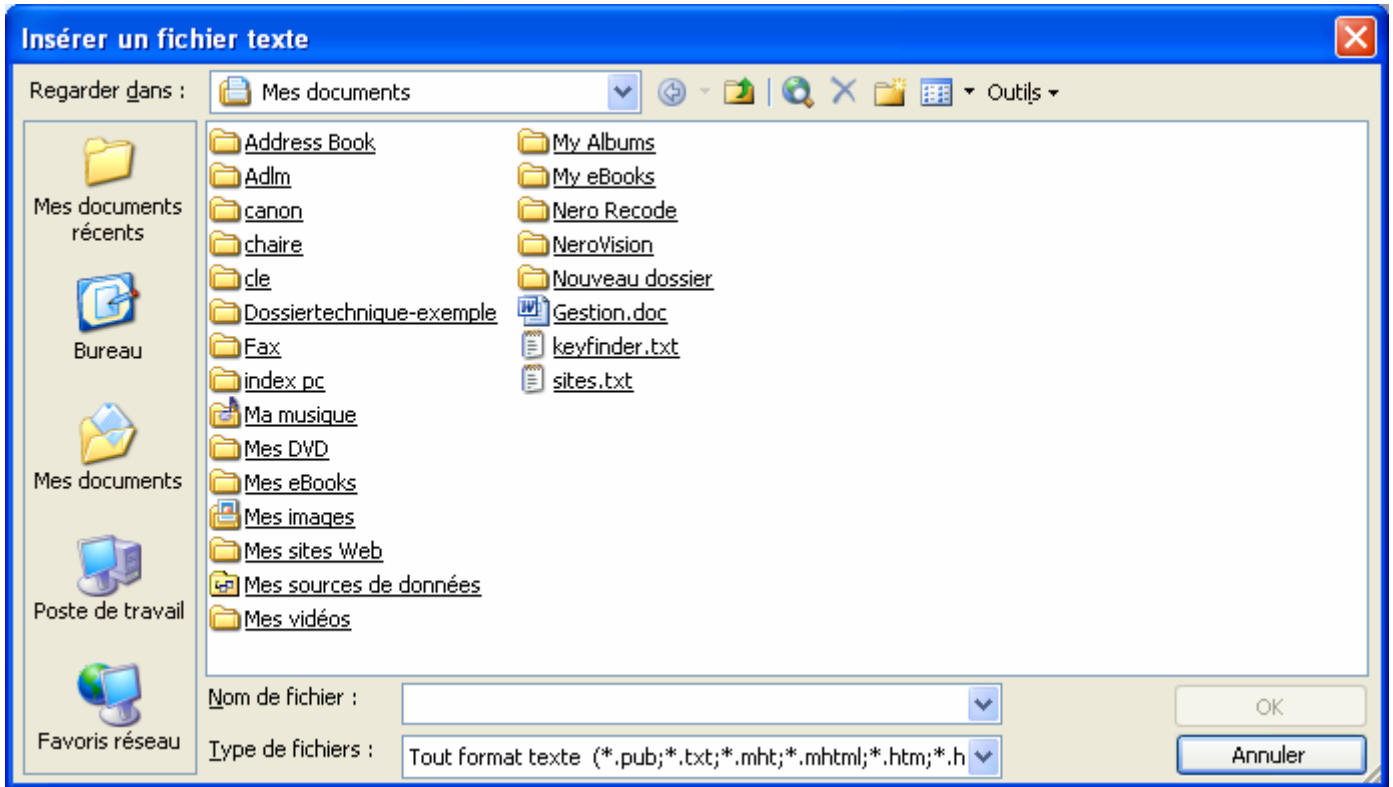 Insérer un fichier texte
Regarder dans :
Mes documents
Outils
Mes documents
récents
Bureau
Mes documents
Poste de travail
Favoris réseau
Address Book
Adlm
canon
chaire
cle
Dossiertechnique-exemple
Fax
index pc
Ma musique
Mes DVD
Mes eBooks
Mes images
Mes sites Web
Mes sources de données
Mes vidéos
My Albums
My eBooks
Nero Recode
NeroVision
Nouveau dossier
Gestion.doc
keyfinder.txt
sites.txt
Nom de fichier :
OK
Type de fichiers :
Tout format texte (*.pub;*.txt;*.mht;*.mhtml;*.htm;*.h
Annuler